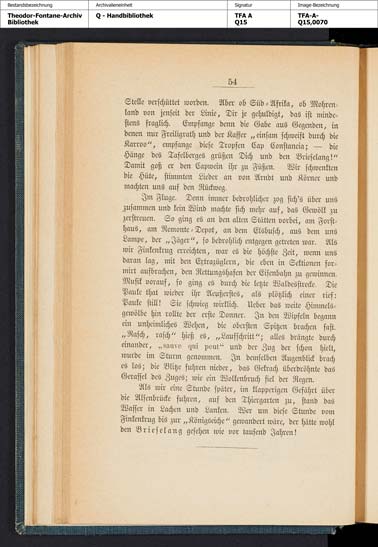 Bestandsbezeichnung
Theodor-Fontane-Archiv
Bibliothek
Archivalieneinheit
Q - Handbibliothek
Signatur
TFA A
Q15
Image-Bezeichnung
TFA-A-
Q15,0070
54
Stelle verschüttet worden. Aber ob Süd-Afrika, ob Mohren-
land von jenseit der Linie, Dir je gehuldigt, das ist minde-
stens fraglich. Empfange denn die Gabe aus Gegenden, in
denen nur Freiligrath und der Kaffer „einsam schweift durch die
Karroo“, empfange diese Tropfen Cap Constancia; — die
Hänge des Tafelberges grüßen Dich und den Brieselang!“
Damit goß er den Capwein ihr zu Füßen. Wir schwenkten
die Hüte, stimmten Lieder an von Arndt und Körner und
machten uns auf den Rückweg.
Im Fluge. Denn immer bedrohlicher zog sich's über uns
zusammen und kein Wind machte sich mehr auf, das Gewölk zu
zerstreuen. So ging es an den alten Stätten vorbei, am Forst-
haus, am Remonte-Depot, an dem Elsbusch, aus dem uns
Lampe, der „Jäger“, so bedrohlich entgegen getreten war. Als
wir Finkenkrug erreichten, war es die höchste Zeit, wenn uns
daran lag, mit den Extrazüglern, die eben in Sektionen for-
mirt aufbrachen, den Rettungshafen der Eisenbahn zu gewinnen.
Musik vorauf, so ging es durch die letzte Waldesstrecke. Die
Pauke that wieder ihr Aeußerstes, als plötzlich einer rief:
Pauke still! Sie schwieg wirklich. Ueber das weite Himmels-
gewölbe hin rollte der erste Donner. In den Wipfeln begann
ein unheimliches Wehen, die obersten Spitzen brachen fast.
„Rasch, rasch“ hieß es, „Laufschritt“; alles drängte durch
einander, „sauve qui peut“ und der Zug der schon hielt,
wurde im Sturm genommen. In demselben Augenblick brach
es los; die Blitze fuhren nieder, das Gekrach überdröhnte das
Gerassel des Zuges; wie ein Wolkenbruch fiel der Regen.
Als wir eine Stunde später, in klapperigen Gefährt über
die Alsenbrücke fuhren, auf den Thiergarten zu, stand das
Wasser in Lachen und Lanken. Wer um diese Stunde vom
Finkenkrug bis zur „Königseiche“ gewandert wäre, der hätte wohl
den Brieselang gesehen wie vor tausend Jahren!